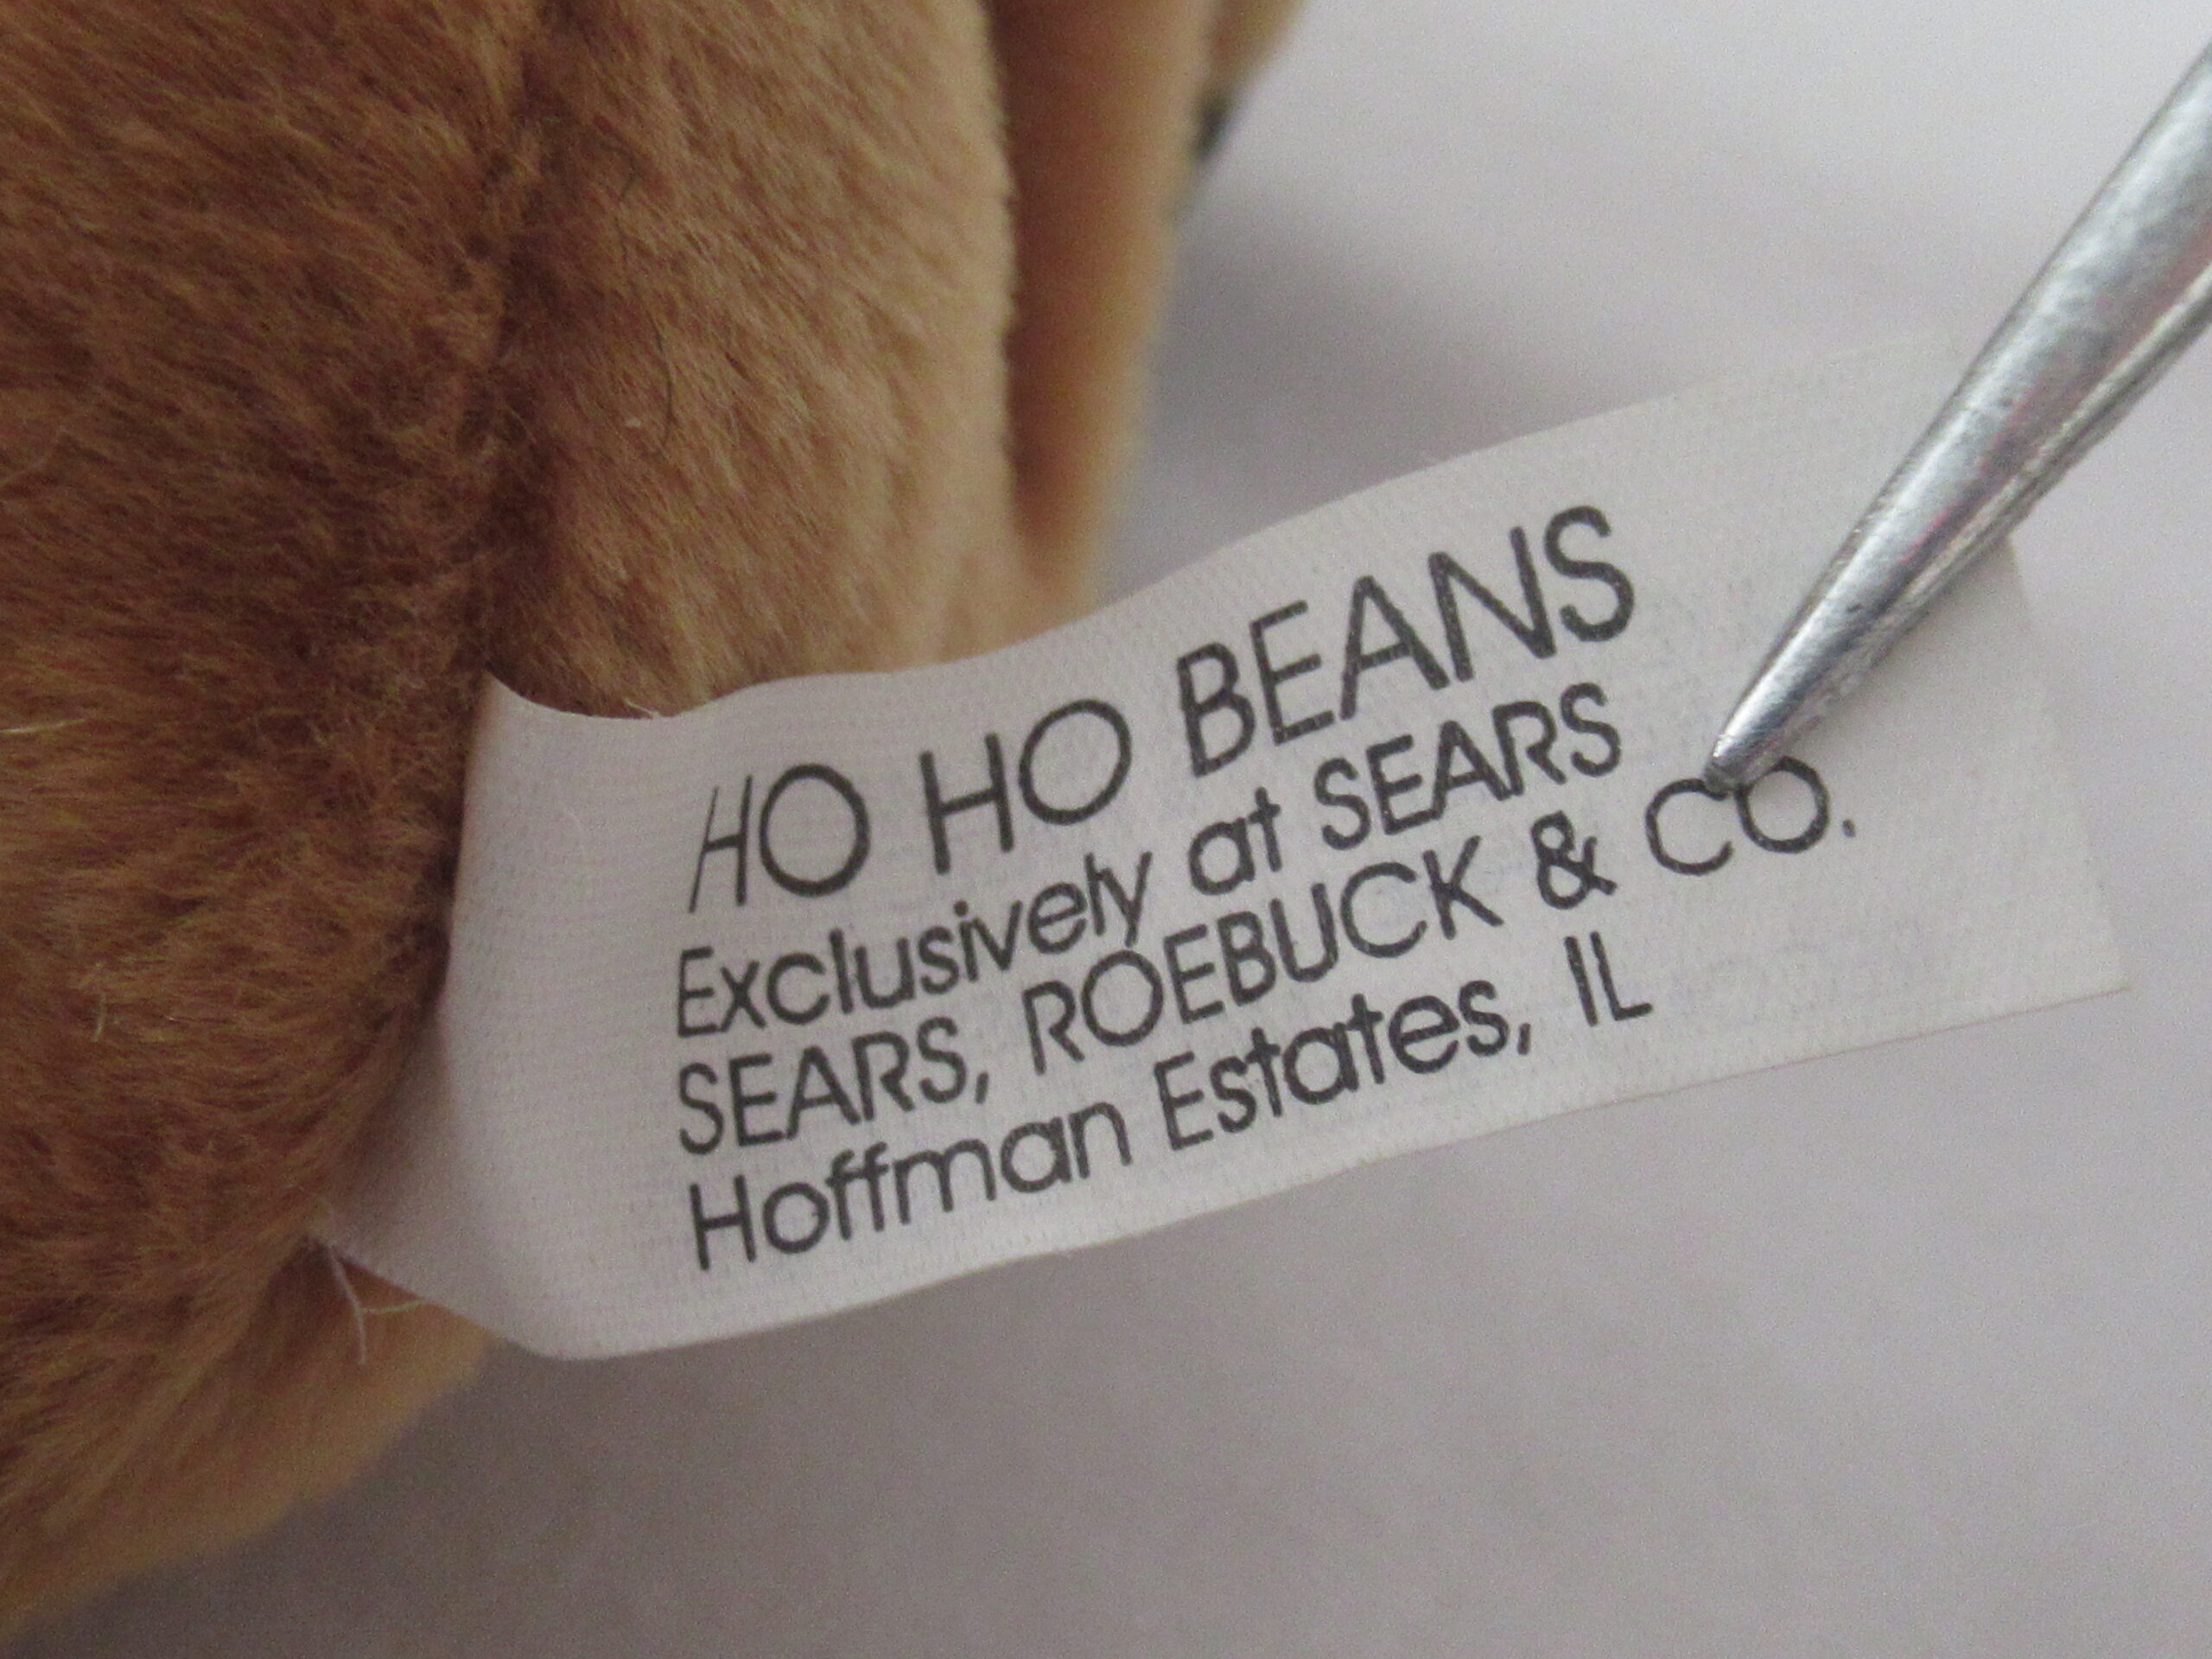 HO HO BEANS
Exclusively at SEARS
SEARS, ROEBUCK & CO.
Hoffman Estates, IL